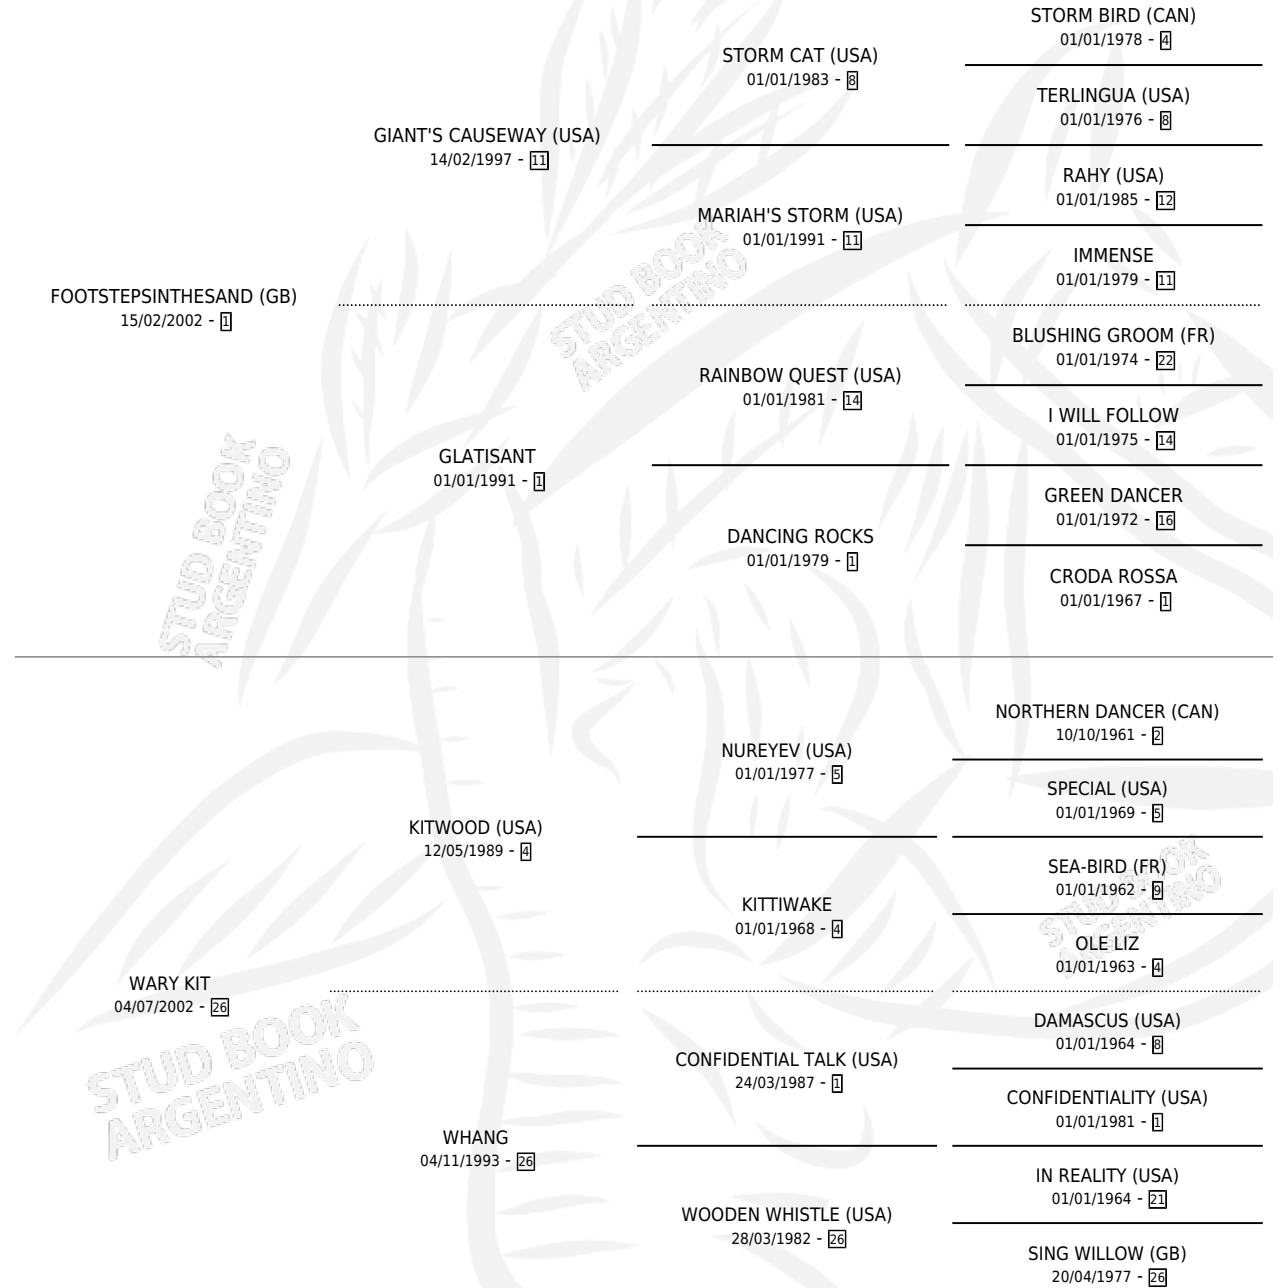 STORM BIRD (CAN)
01/01/1978 - 4
STORM CAT (USA)
01/01/1983 - 8
TERLINGUA (USA)
01/01/1976 - 8
GIANT'S CAUSEWAY (USA)
14/02/1997 - 11
RAHY (USA)
01/01/1985 - 12
MARIAH'S STORM (USA)
01/01/1991 - 11
IMMENSE
01/01/1979 - 11
FOOTSTEPSINTHESAND (GB)
15/02/2002 - 1
BLUSHING GROOM (FR)
01/01/1974 - 22
RAINBOW QUEST (USA)
01/01/1981 - 14
I WILL FOLLOW
01/01/1975 - 14
GLATISANT
01/01/1991 - 1
GREEN DANCER
01/01/1972 - 16
DANCING ROCKS
01/01/1979 - 1
CRODA ROSSA
01/01/1967 - 1
STUD BOOK
ARGENTINO
STUD BOOK
ARGENTINO
NORTHERN DANCER (CAN)
10/10/1961 - 2
NUREYEV (USA)
01/01/1977 - 5
SPECIAL (USA)
01/01/1969 - 5
KITWOOD (USA)
12/05/1989 - 4
SEA-BIRD (FR)
01/01/1962 - 9
KITTIWAKE
01/01/1968 - 4
OLE LIZ
01/01/1963 - 4
STUD BOOK
ARGENTINO
WARY KIT
04/07/2002 - 26
DAMASCUS (USA)
01/01/1964 - 8
CONFIDENTIAL TALK (USA)
24/03/1987 - 1
CONFIDENTIALITY (USA)
01/01/1981 - 1
WHANG
04/11/1993 - 26
IN REALITY (USA)
01/01/1964 - 21
WOODEN WHISTLE (USA)
28/03/1982 - 26
SING WILLOW (GB)
20/04/1977 - 26
STUD BOOK
ARGENTINO